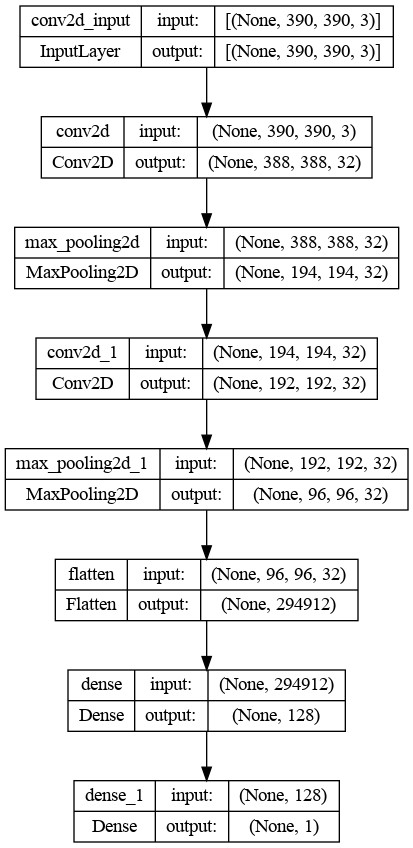 conv2d_input input: [(None, 390, 390, 3)]
InputLayer output: [(None, 390, 390, 3)]
conv2d input: (None, 390, 390, 3)
Conv2D output: (None, 388, 388, 32)
max_pooling2d input: (None, 388, 388, 32)
MaxPooling2D output: (None, 194, 194, 32)
conv2d_1 input: (None, 194, 194, 32)
Conv2D output: (None, 192, 192, 32)
max_pooling2d_1 input: (None, 192, 192, 32)
MaxPooling2D output: (None, 96, 96, 32)
flatten input: (None, 96, 96, 32)
Flatten output: (None, 294912)
dense input: (None, 294912)
Dense output: (None, 128)
dense_1 input: (None, 128)
Dense output: (None, 1)